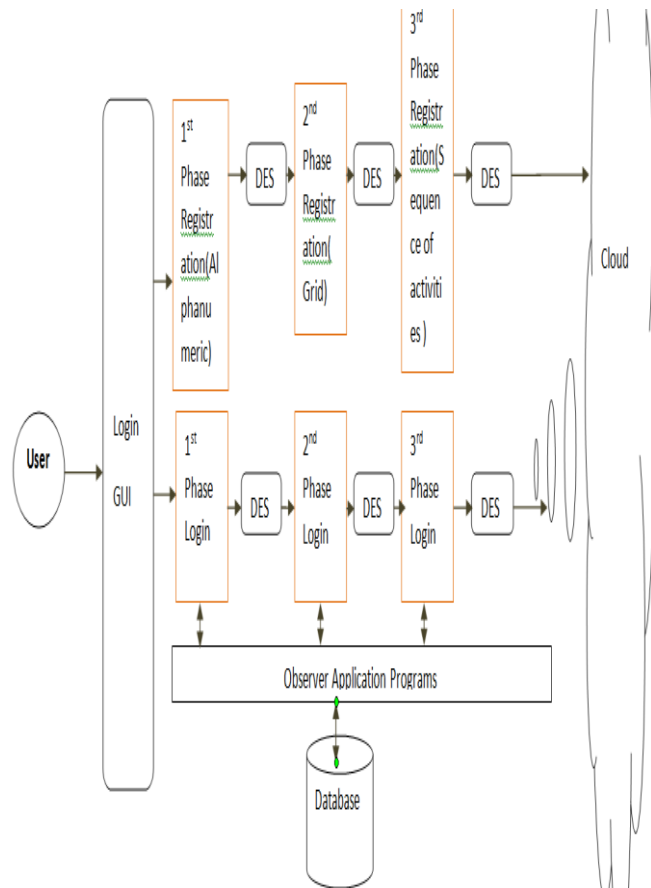 1st
Phase
Registr
ation(Al
phanu
meric)
DES
2nd
Phase
Registr
ation(
Grid)
DES
3rd
Phase
Registr
ation(S
equen
ce of
activiti
es )
DES
Cloud
User
Login
GUI
1st
Phase
Login
DES
2nd
Phase
Login
DES
3rd
Phase
Login
DES
Observer Application Programs
Database